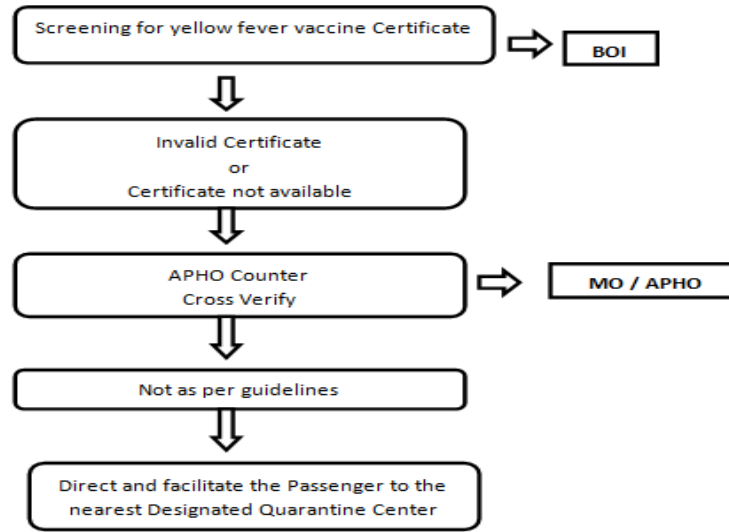 Screening for yellow fever vaccine Certificate
BOI
Invalid Certificate
or
Certificate not available
APHO Counter
Cross Verify
MO / APHO
Not as per guidelines
Direct and facilitate the Passenger to the
nearest Designated Quarantine Center